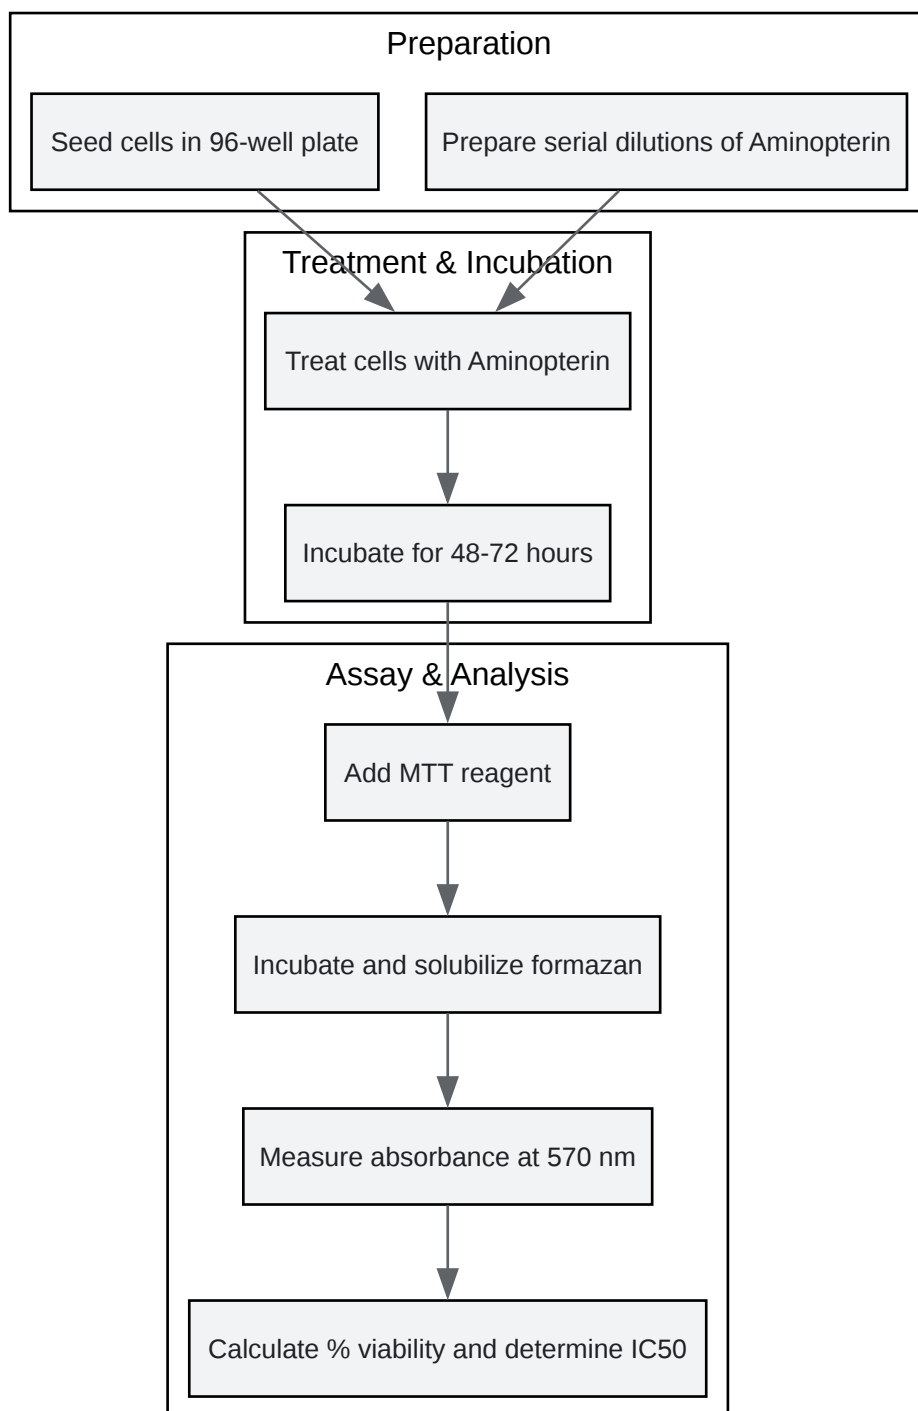 Preparation
Seed cells in 96-well plate
Prepare serial dilutions of Aminopterin
Treatment & Incubation
Treat cells with Aminopterin
Incubate for 48-72 hours
Assay & Analysis
Add MTT reagent
Incubate and solubilize formazan
Measure absorbance at 570 nm
Calculate % viability and determine IC50